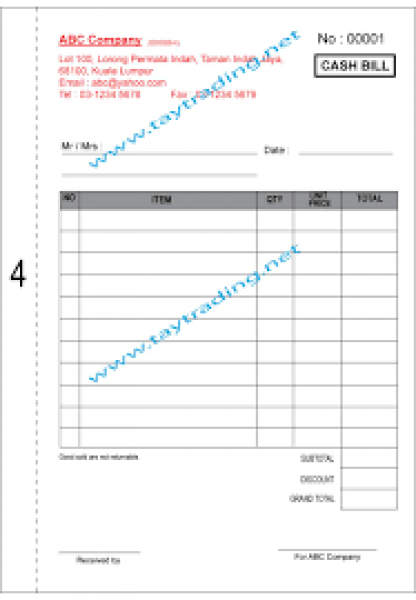 ABC Company
No : 00001
Lot 100, Lorong Permata Indah, Taman Indah Jaya,
68100, Kuala Lumpur
CASH BILL
Email : abc@yahoo.com
Tel : 03-1234 5678 Fax : 03-1234 5679
www.taytrading.net
Mr / Mrs :
Date :
NO ITEM QTY UNIT PRICE TOTAL
4
www.taytrading.net
Good sold are not returnable.
SUBTOTAL
DISCOUNT
GRAND TOTAL
Received by
For ABC Company